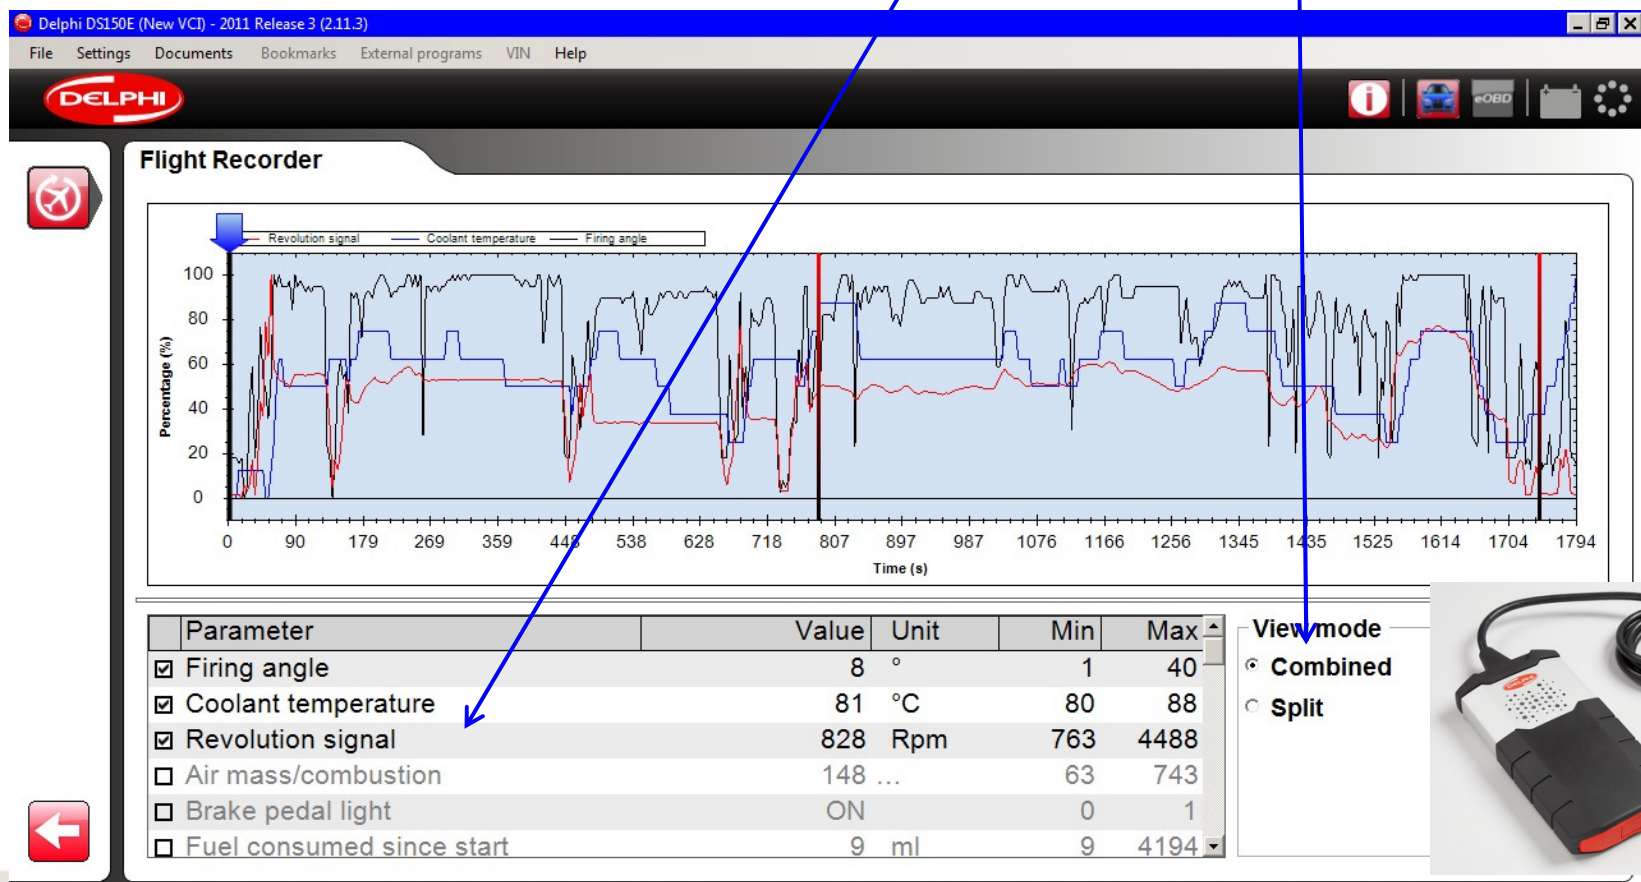 Delphi DS150E (New VCI) - 2011 Release 3 (2.11.3)
File Settings Documents Bookmarks External programs VIN Help
DELPHI
i eOBD
Flight Recorder
Revolution signal Coolant temperature Firing angle
100
80
60
40
20
0
Percentage (%)
0 90 179 269 359 448 538 628 718 807 897 987 1076 1166 1256 1345 1435 1525 1614 1704 1794
Time (s)
Parameter Value Unit Min Max
Firing angle 8 ° 1 40
Coolant temperature 81 °C 80 88
Revolution signal 828 Rpm 763 4488
Air mass/combustion 148 ... 63 743
Brake pedal light ON 0 1
Fuel consumed since start 9 ml 9 4194
View mode
Combined
Split
DELPHI